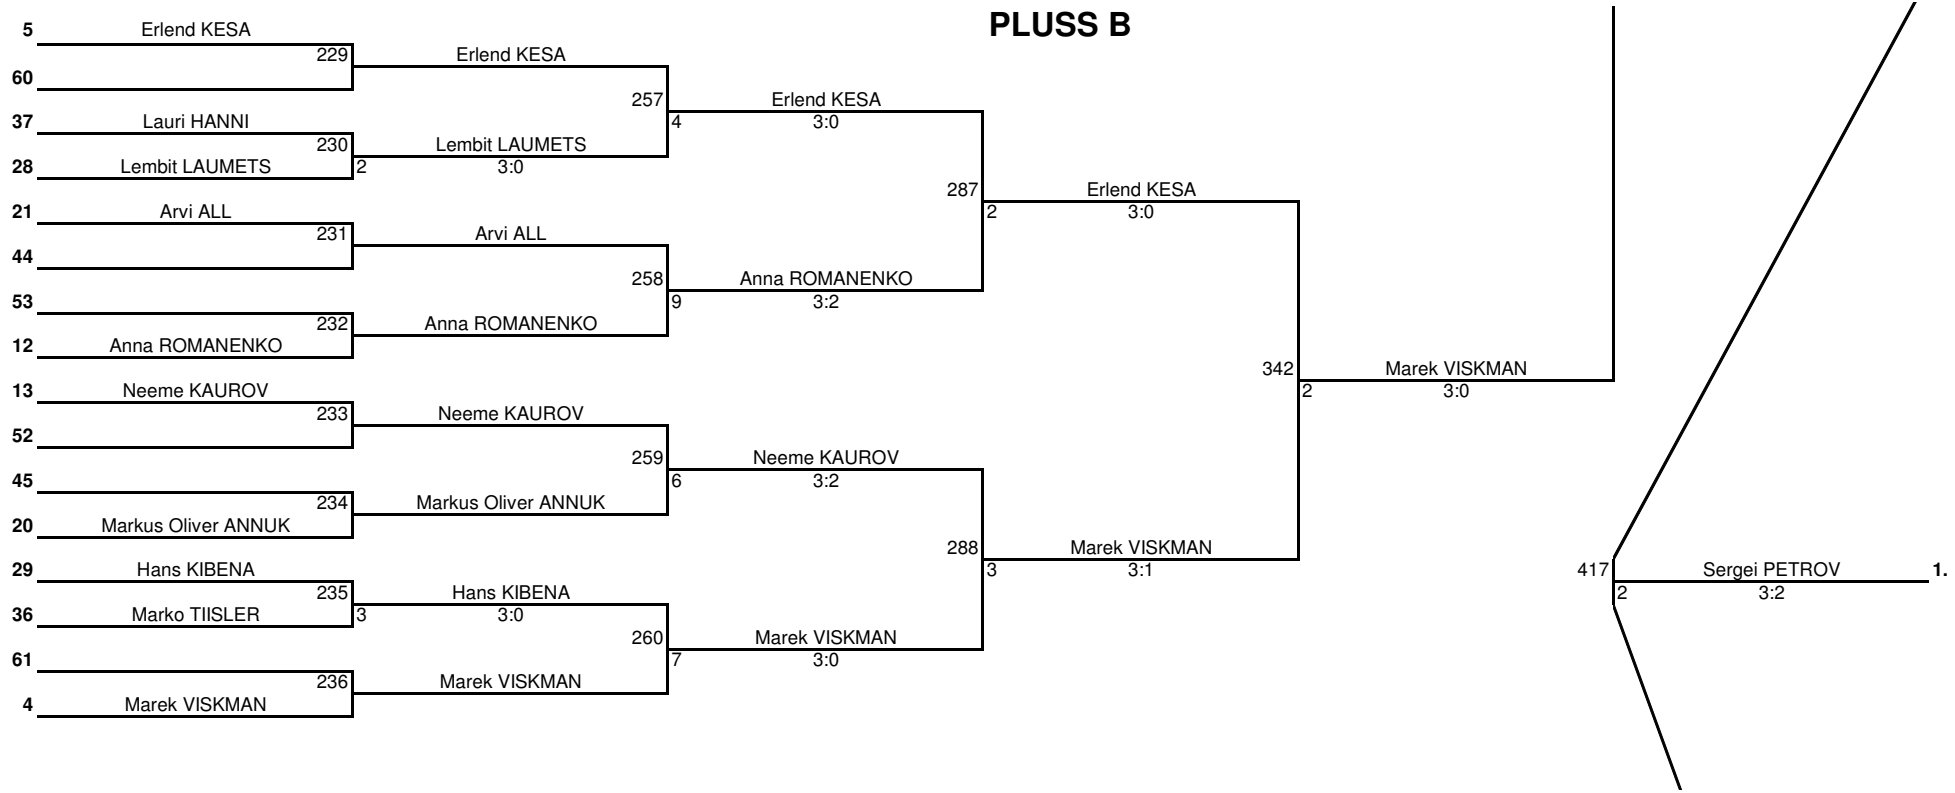 PLUSS B
5 Erlend KESA
229 Erlend KESA
60
257 Erlend KESA
37 Lauri HANNI
4 3:0
230 Lembit LAUMETS
28 Lembit LAUMETS 2 3:0
287 Erlend KESA
21 Arvi ALL
2 3:0
231 Arvi ALL
44
258 Anna ROMANENKO
53
9 3:2
232 Anna ROMANENKO
12 Anna ROMANENKO
342 Marek VISKMAN
13 Neeme KAUROV
2 3:0
233 Neeme KAUROV
52
259 Neeme KAUROV
45
6 3:2
234 Markus Oliver ANNUK
20 Markus Oliver ANNUK
288 Marek VISKMAN
29 Hans KIBENA
3 3:1
417 Sergei PETROV 1.
2 3:2
235 Hans KIBENA
36 Marko TIISLER 3 3:0
260 Marek VISKMAN
61
7 3:0
236 Marek VISKMAN
4 Marek VISKMAN